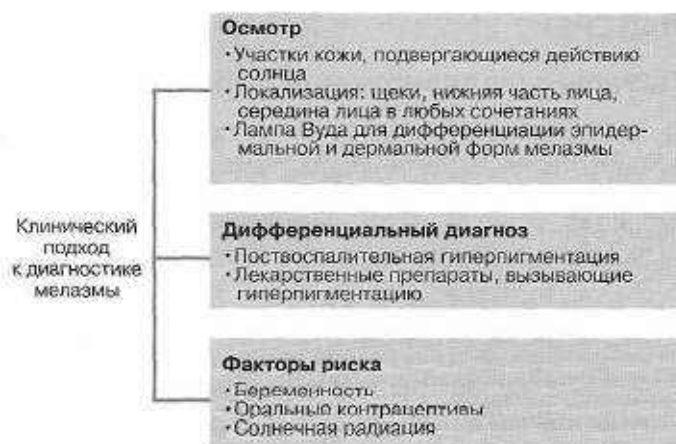 Осмотр
•Участки кожи, подвергающиеся действию
солнца
•Локализация: щеки, нижняя часть лица,
середина лица в любых сочетаниях
•Лампа Вуда для дифференциации эпидер-
мальной и дермальной форм мелазмы
Клинический
подход
к диагностике
мелазмы
Дифференциальный диагноз
•Поствоспалительная гиперпигментация
•Лекарственные препараты, вызывающие
гиперпигментацию
Факторы риска
•Беременность
•Оральные контрацептивы
•Солнечная радиация